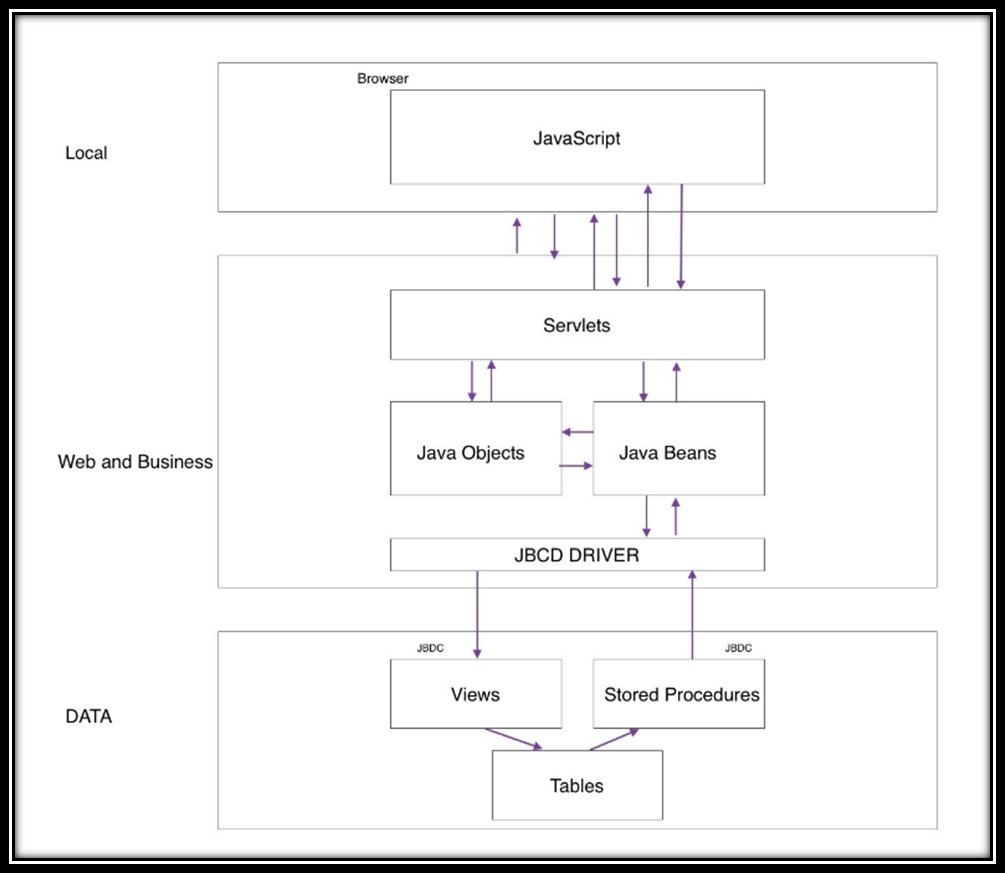 Browser
JavaScript
Local
Servlets
Java Objects
Java Beans
Web and Business
JBCD DRIVER
JBDC
JBDC
Views
Stored Procedures
DATA
Tables